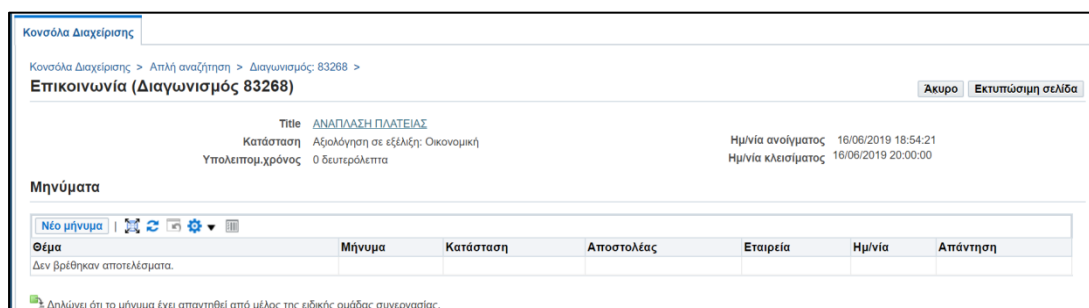 Κονσόλα Διαχείρισης
Κονσόλα Διαχείρισης > Απλή αναζήτηση > Διαγωνισμός: 83268 >
Επικοινωνία (Διαγωνισμός 83268)
Άκυρο Εκτυπώσιμη σελίδα
Title ΑΝΑΠΛΑΣΗ ΠΛΑΤΕΙΑΣ
Κατάσταση Αξιολόγηση σε εξέλιξη: Οικονομική
Ημ/νία ανοίγματος 16/06/2019 18:54:21
Υπολειπομ.χρόνος 0 δευτερόλεπτα
Ημ/νία κλεισίματος 16/06/2019 20:00:00
Μηνύματα
Νέο μήνυμα
Θέμα Μήνυμα Κατάσταση Αποστολέας Εταιρεία Ημ/νία Απάντηση
Δεν βρέθηκαν αποτελέσματα.
Δηλώνει ότι το μήνυμα έχει απαντηθεί από μέλος της ειδικής ομάδας συνεργασίας.